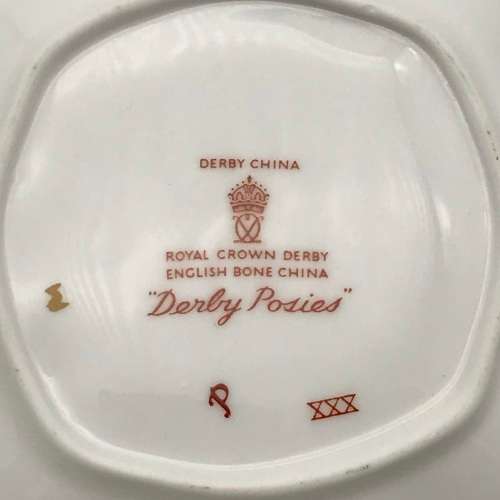 DERBY CHINA
ROYAL CROWN DERBY
ENGLISH BONE CHINA
"Derby Posies"
P
XXX